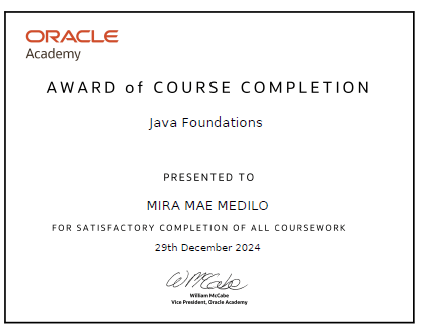 ORACLE
Academy
AWARD of COURSE COMPLETION
Java Foundations
PRESENTED TO
MIRA MAE MEDILO
FOR SATISFACTORY COMPLETION OF ALL COURSEWORK
29th December 2024
WMcCabe
William McCabe
Vice President, Oracle Academy